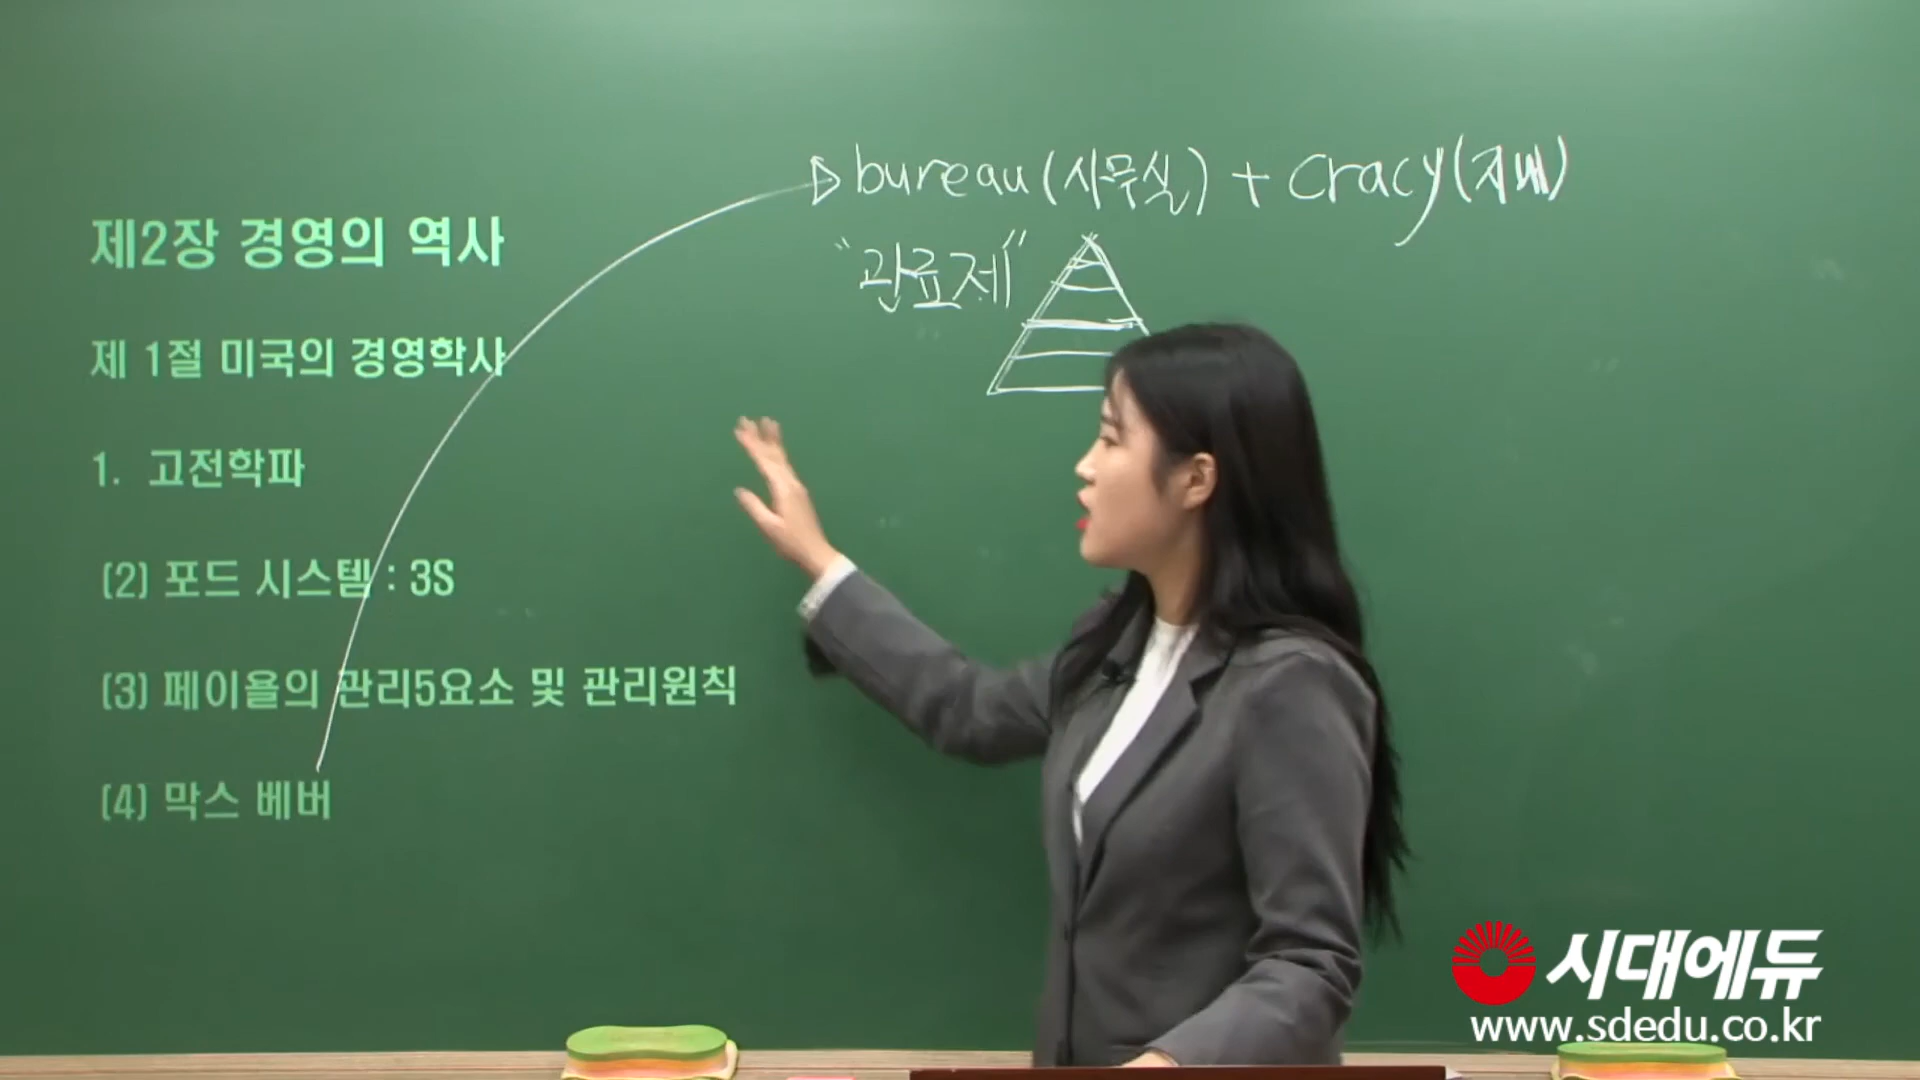 bureau(사무실) + cracy(지배)
"관료제"
제2장 경영의 역사
제 1절 미국의 경영학사
1. 고전학파
(2) 포드 시스템 : 3S
(3) 페이욜의 관리5요소 및 관리원칙
(4) 막스 베버
시대에듀
www.sdedu.co.kr